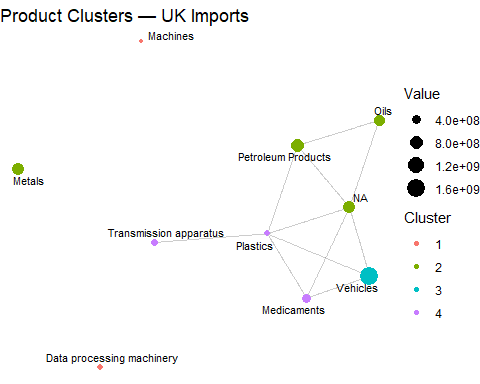 Product Clusters — UK Imports
Machines
Oils
Petroleum Products
Metals
NA
Transmission apparatus
Plastics
Vehicles
Medicaments
Data processing machinery
Value
4.0e+08
8.0e+08
1.2e+09
1.6e+09
Cluster
1
2
3
4